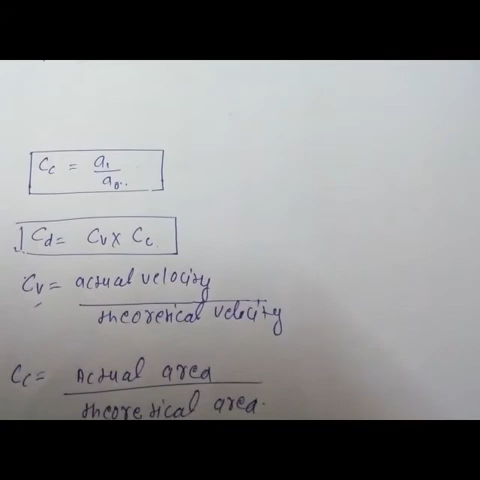 Cc = a1/a0..
Cd = Cv x Cc.
Cv = actual velocity
theoretical velocity
Cc = Actual area
theoretical area.